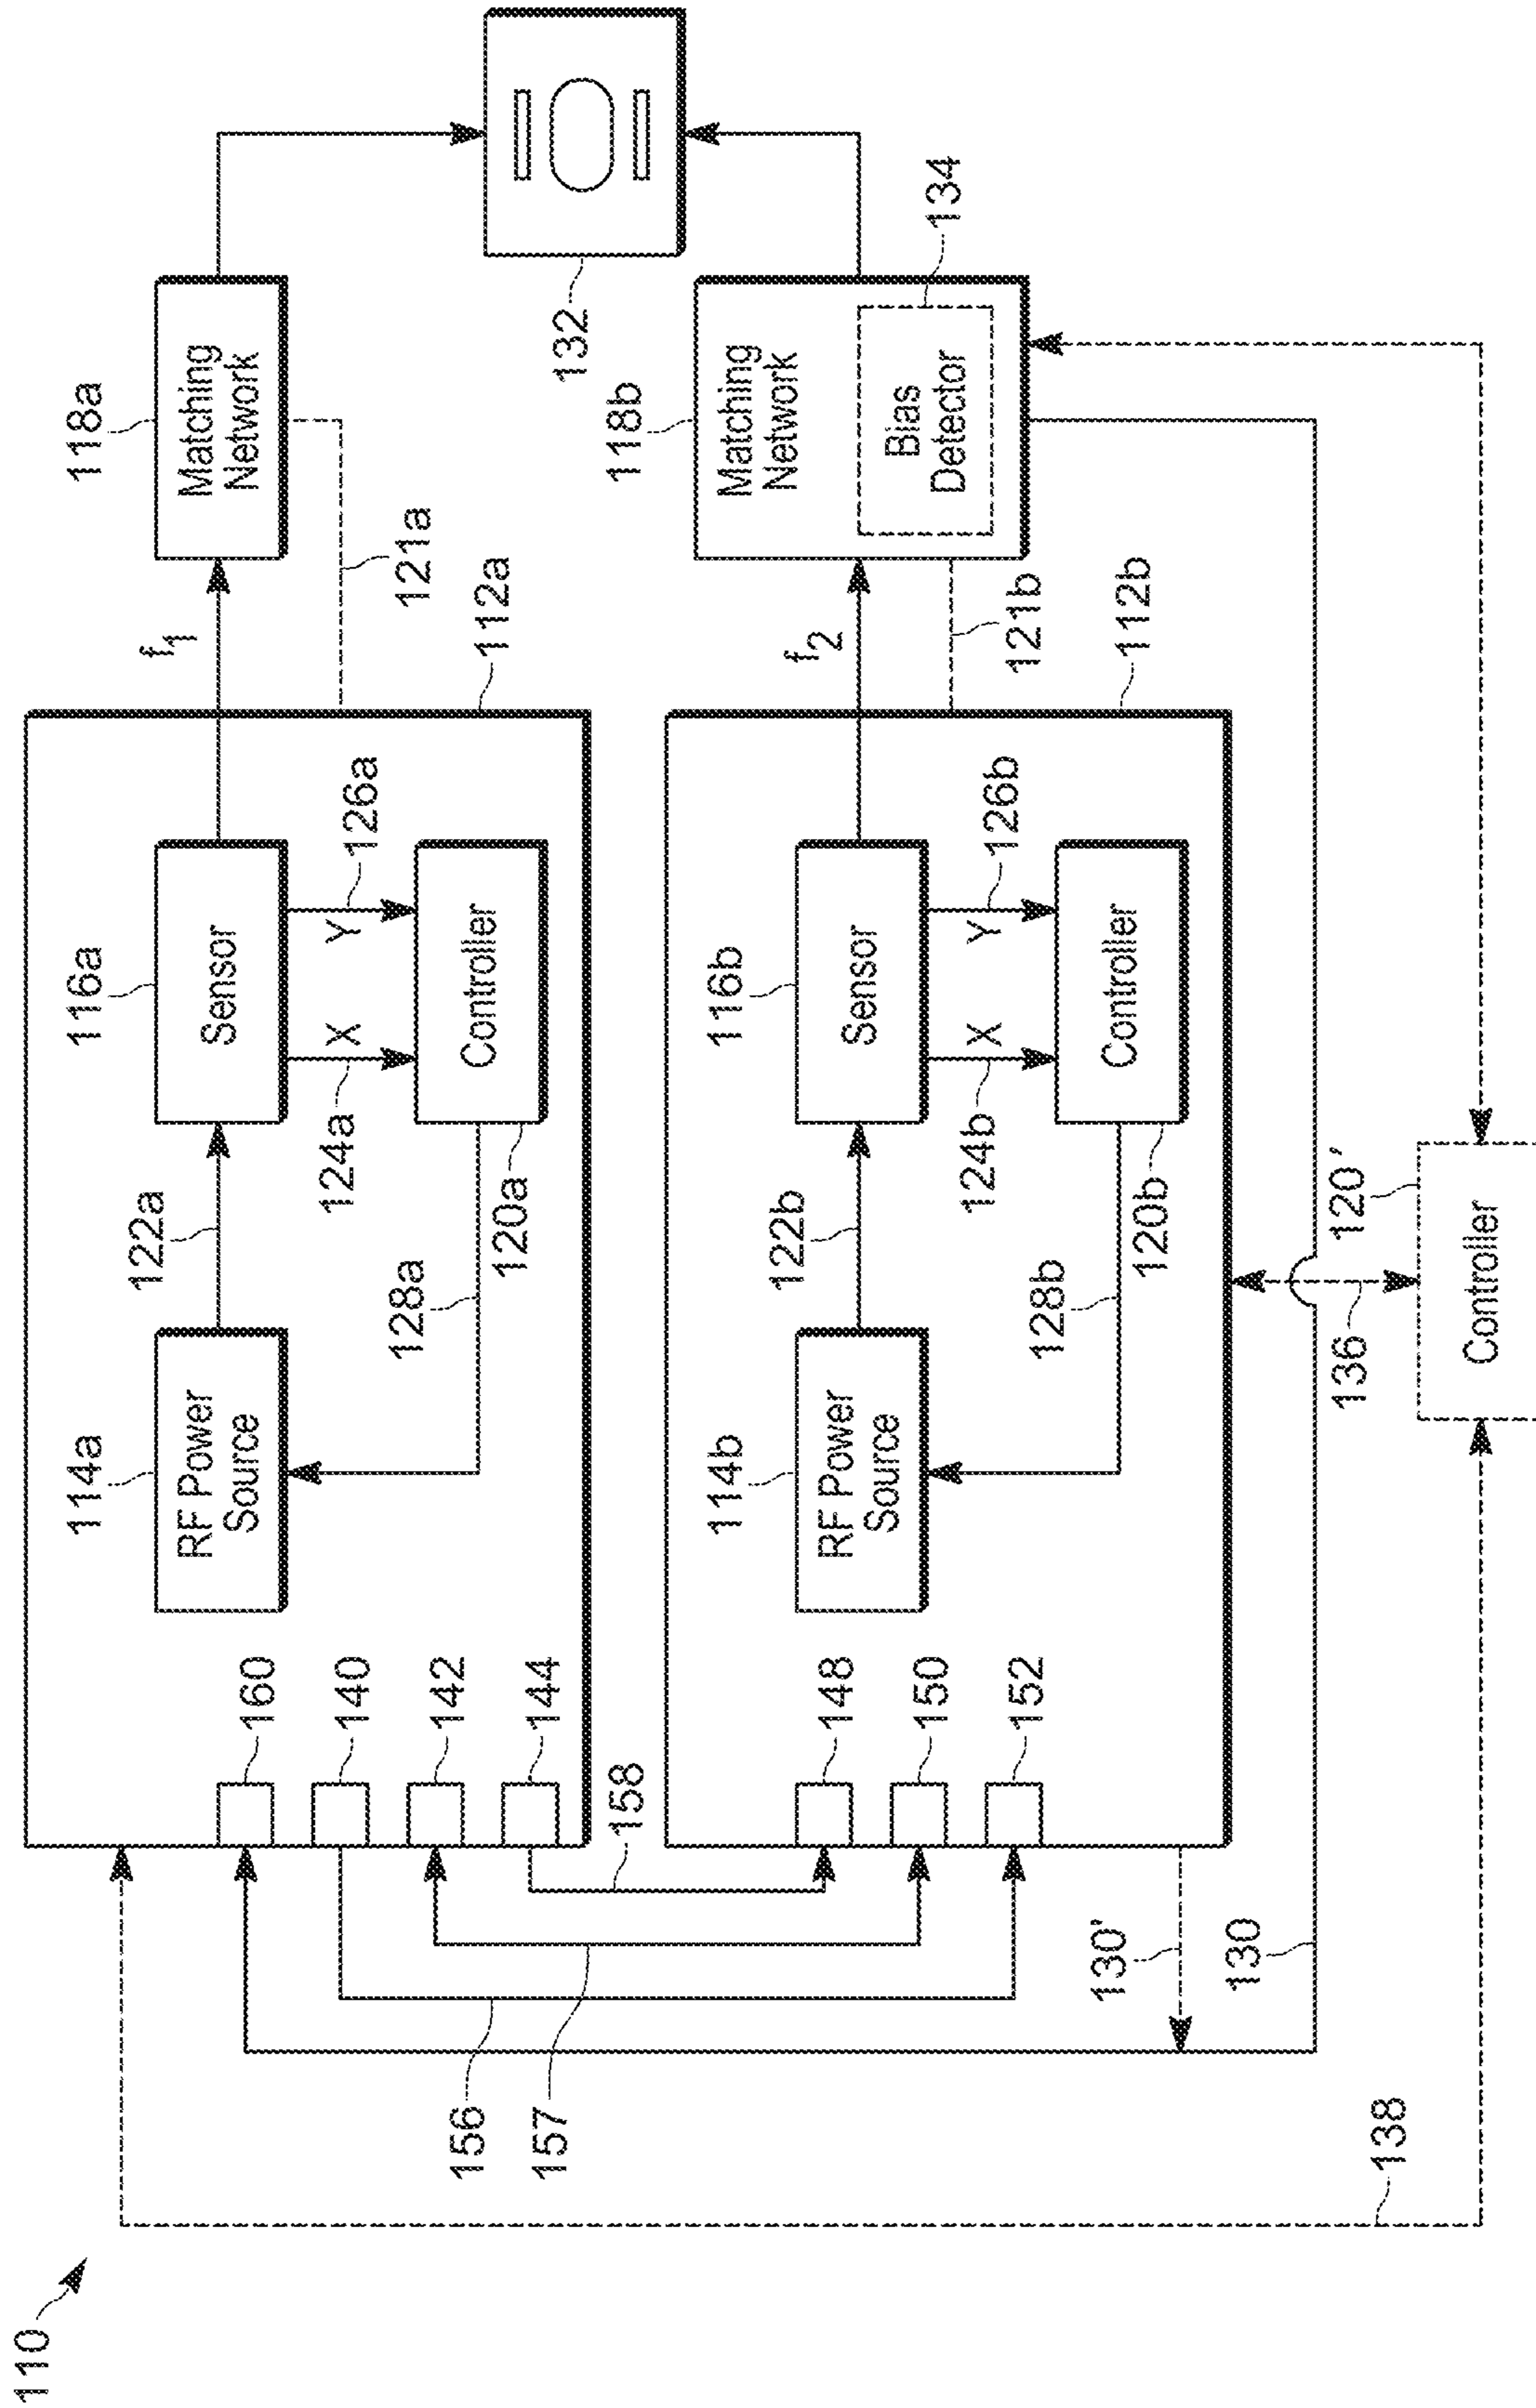 110
112a
114a
RF Power
Source
122a
116a
Sensor
124a
X
Y
126a
Controller
120a
128a
f1
118a
Matching
Network
121a
160
140
142
144
158
156
157
132
112b
114b
RF Power
Source
122b
116b
Sensor
124b
X
Y
126b
Controller
120b
128b
f2
118b
Matching
Network
Bias
Detector
134
121b
148
150
152
130'
130
136
120'
Controller
138